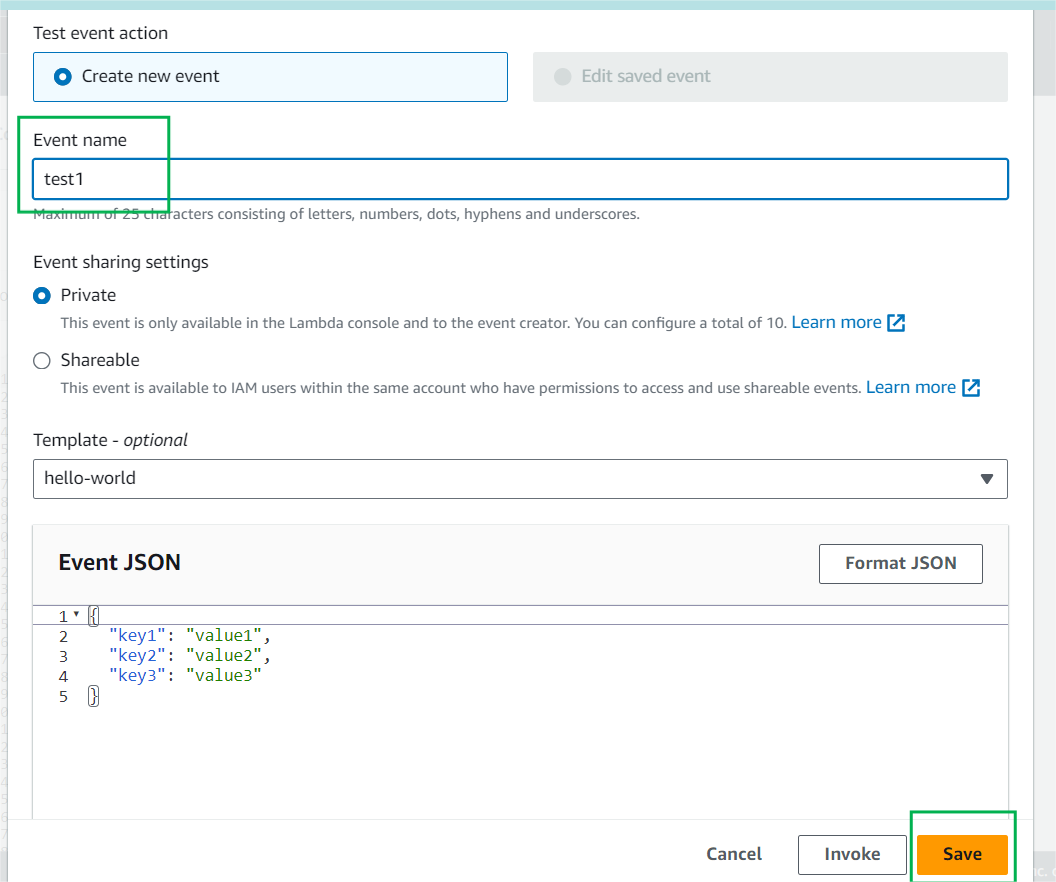 Test event action
Create new event
Edit saved event
Event name
test1
Maximum of 25 characters consisting of letters, numbers, dots, hyphens and underscores.
Event sharing settings
Private
This event is only available in the Lambda console and to the event creator. You can configure a total of 10. Learn more
Shareable
This event is available to IAM users within the same account who have permissions to access and use shareable events. Learn more
Template - optional
hello-world
Event JSON
Format JSON
1 {
2 "key1": "value1",
3 "key2": "value2",
4 "key3": "value3"
5 }
Cancel
Invoke
Save